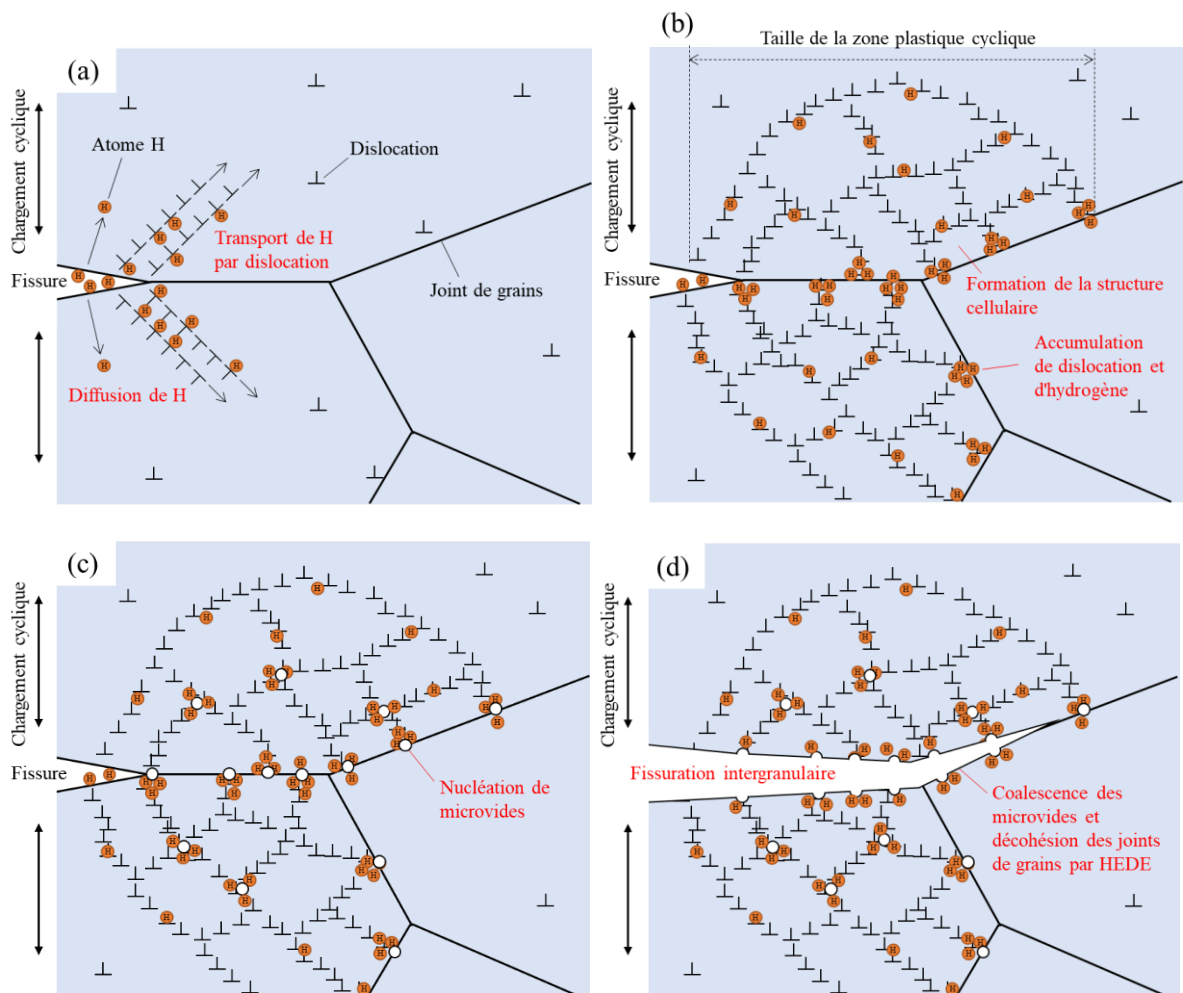 (a)
Chargement cyclique
Atome H
Dislocation
H
H
H
H
H
H
H
H
H
Transport de H
par dislocation
Fissure
Joint de grains
H
H
H
H
H
H
H
Diffusion de H
(b)
Taille de la zone plastique cyclique
Chargement cyclique
Fissure
Formation de la structure
cellulaire
Accumulation
de dislocation et
d'hydrogène
(c)
Chargement cyclique
Fissure
Nucléation de
microvides
(d)
Chargement cyclique
Fissuration intergranulaire
Coalescence des
microvides et
décohésion des joints
de grains par HEDE